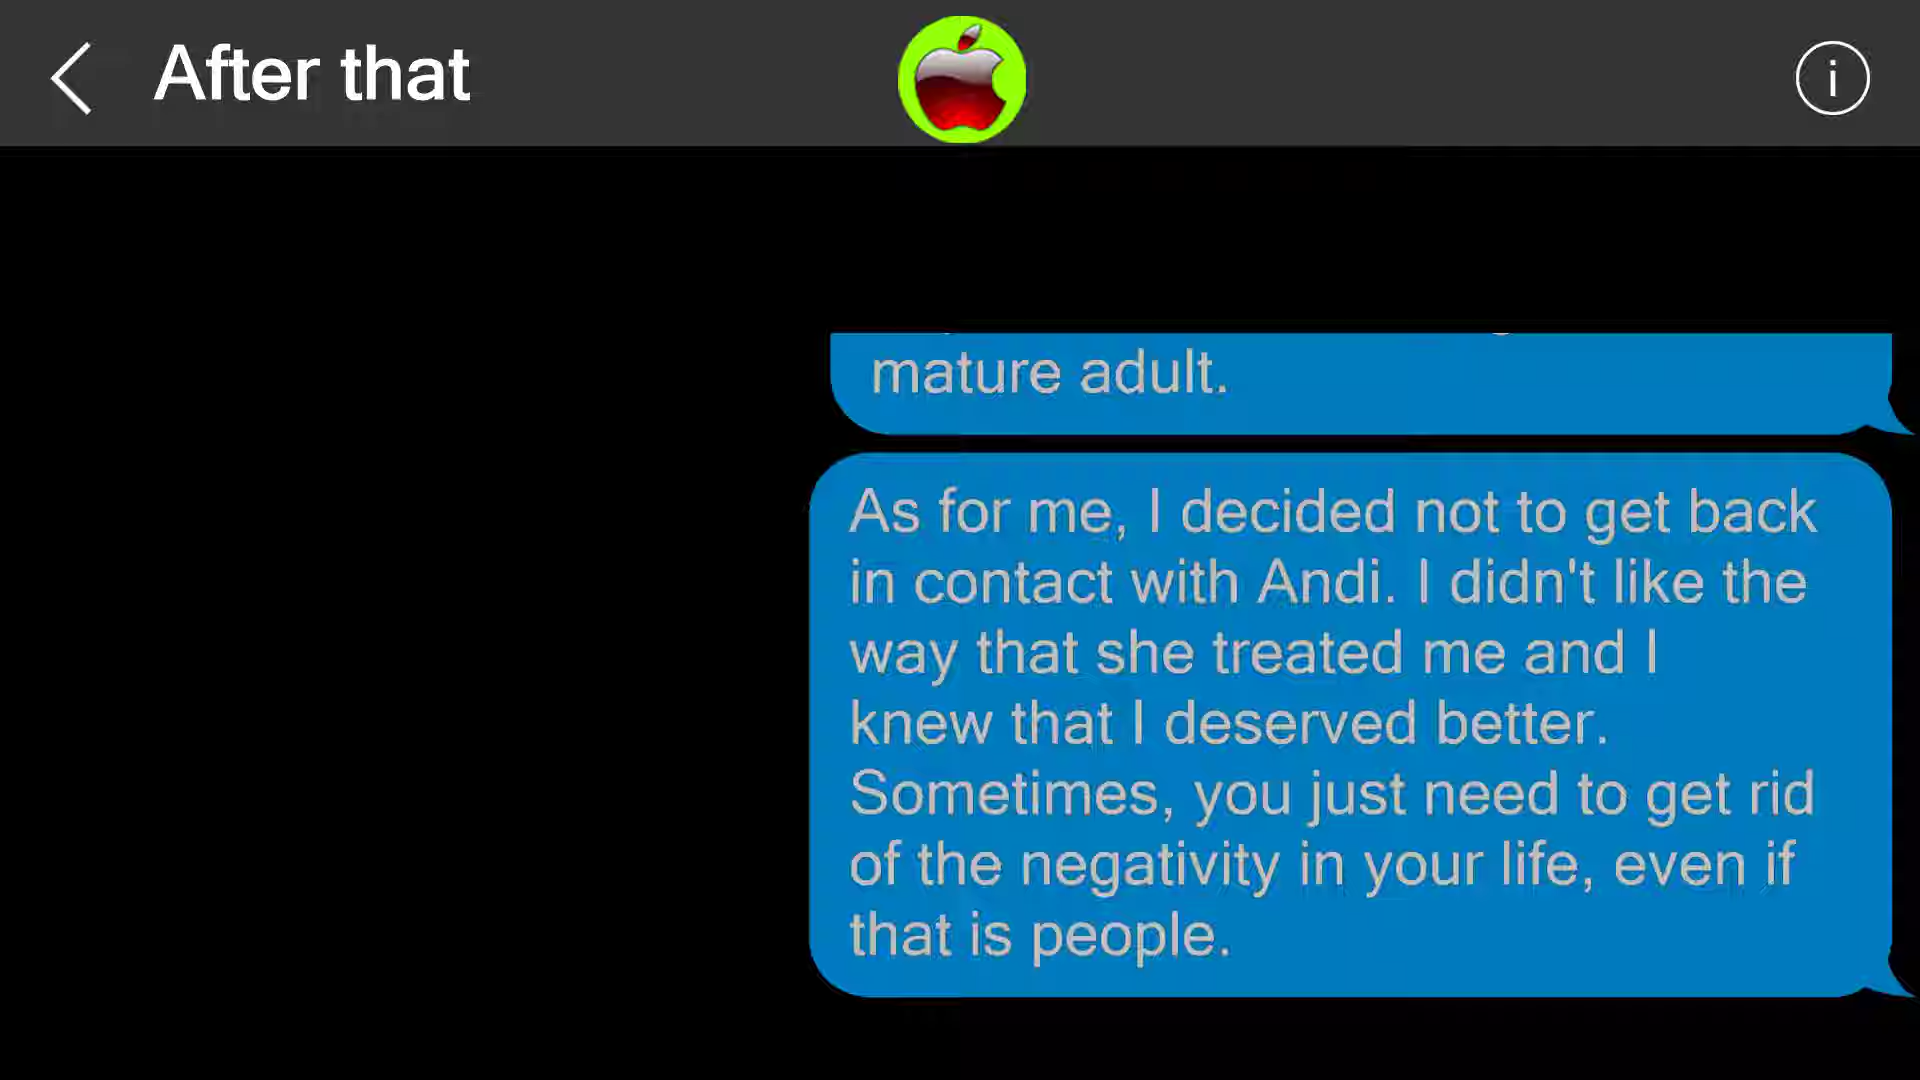 After that
i
mature adult.
As for me, I decided not to get back
in contact with Andi. I didn't like the
way that she treated me and I
knew that I deserved better.
Sometimes, you just need to get rid
of the negativity in your life, even if
that is people.